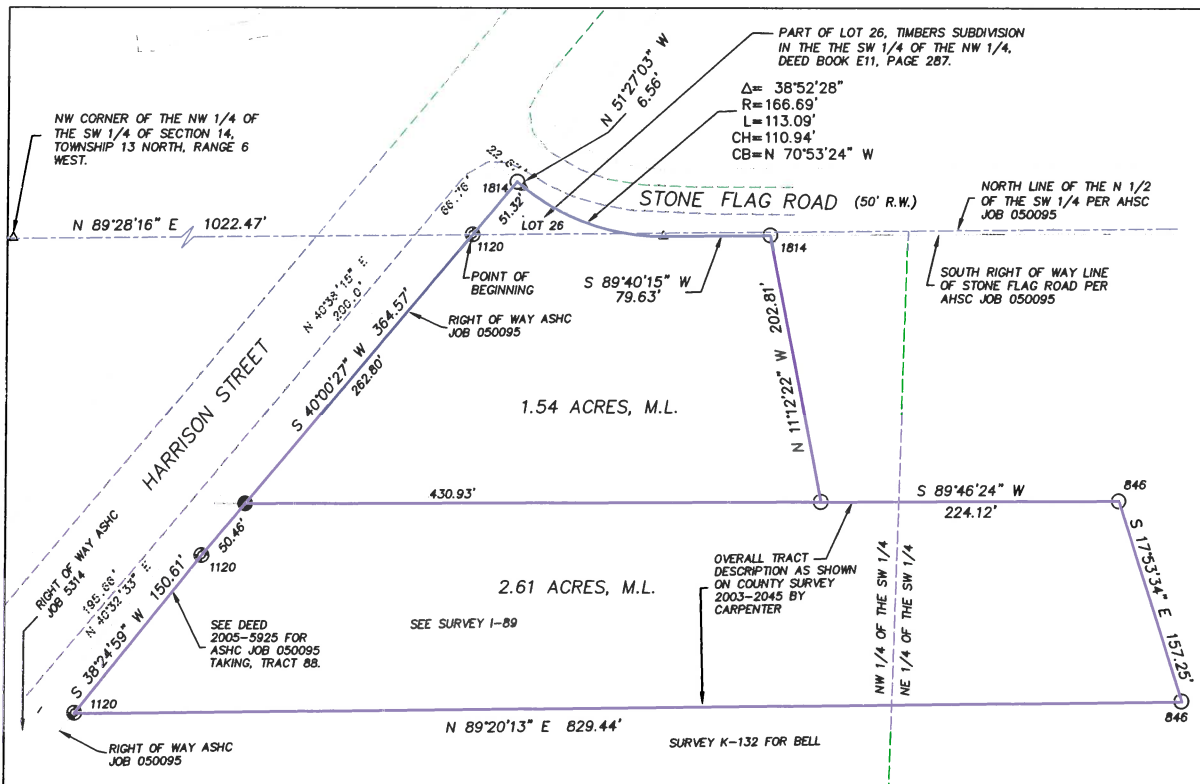 PART OF LOT 26, TIMBERS SUBDIVISION
IN THE THE SW 1/4 OF THE NW 1/4,
DEED BOOK E11, PAGE 287.
N 51°27'03" W
6.56'
Δ= 38°52'28"
R=166.69'
L=113.09'
CH=110.94'
CB=N 70°53'24" W
NW CORNER OF THE NW 1/4 OF
THE SW 1/4 OF SECTION 14,
TOWNSHIP 13 NORTH, RANGE 6
WEST.
1814
51.32'
LOT 26
STONE FLAG ROAD (50' R.W.)
NORTH LINE OF THE N 1/2
OF THE SW 1/4 PER AHSC
JOB 050095
N 89°28'16" E 1022.47'
1120
1814
POINT OF
BEGINNING
S 89°40'15" W
79.63'
SOUTH RIGHT OF WAY LINE
OF STONE FLAG ROAD PER
AHSC JOB 050095
N 40°38'15" E
200.0'
RIGHT OF WAY ASHC
JOB 050095
S 40°00'27" W 364.57'
262.80'
N 11°12'22" W 202.81'
HARRISON STREET
1.54 ACRES, M.L.
430.93'
S 89°46'24" W
224.12'
846
50.46'
1120
RIGHT OF WAY ASHC
JOB 5314
N 40°32'33" E
S 38°24'59" W 150.61'
SEE DEED
2005-5925 FOR
ASHC JOB 050095
TAKING, TRACT 88.
2.61 ACRES, M.L.
SEE SURVEY I-89
OVERALL TRACT
DESCRIPTION AS SHOWN
ON COUNTY SURVEY
2003-2045 BY
CARPENTER
NW 1/4 OF THE SW 1/4
NE 1/4 OF THE SW 1/4
S 17°53'34" E 157.25'
1120
846
N 89°20'13" E 829.44'
SURVEY K-132 FOR BELL
RIGHT OF WAY ASHC
JOB 050095